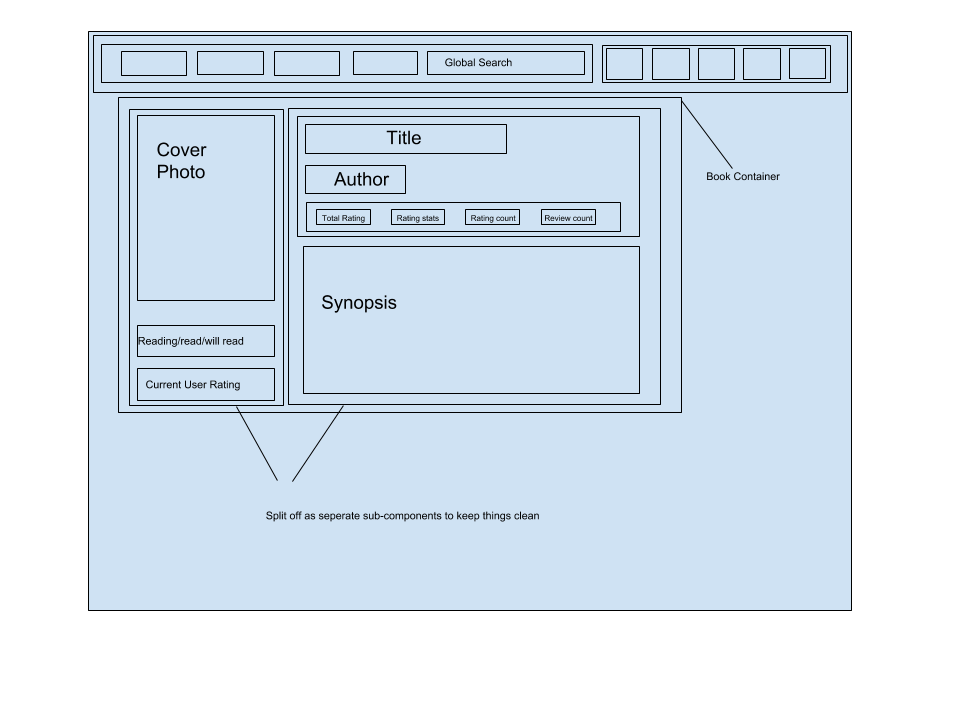 Global Search
Cover
Photo
Title
Author
Total Rating
Rating stats
Rating count
Review count
Book Container
Synopsis
Reading/read/will read
Current User Rating
Split off as seperate sub-components to keep things clean